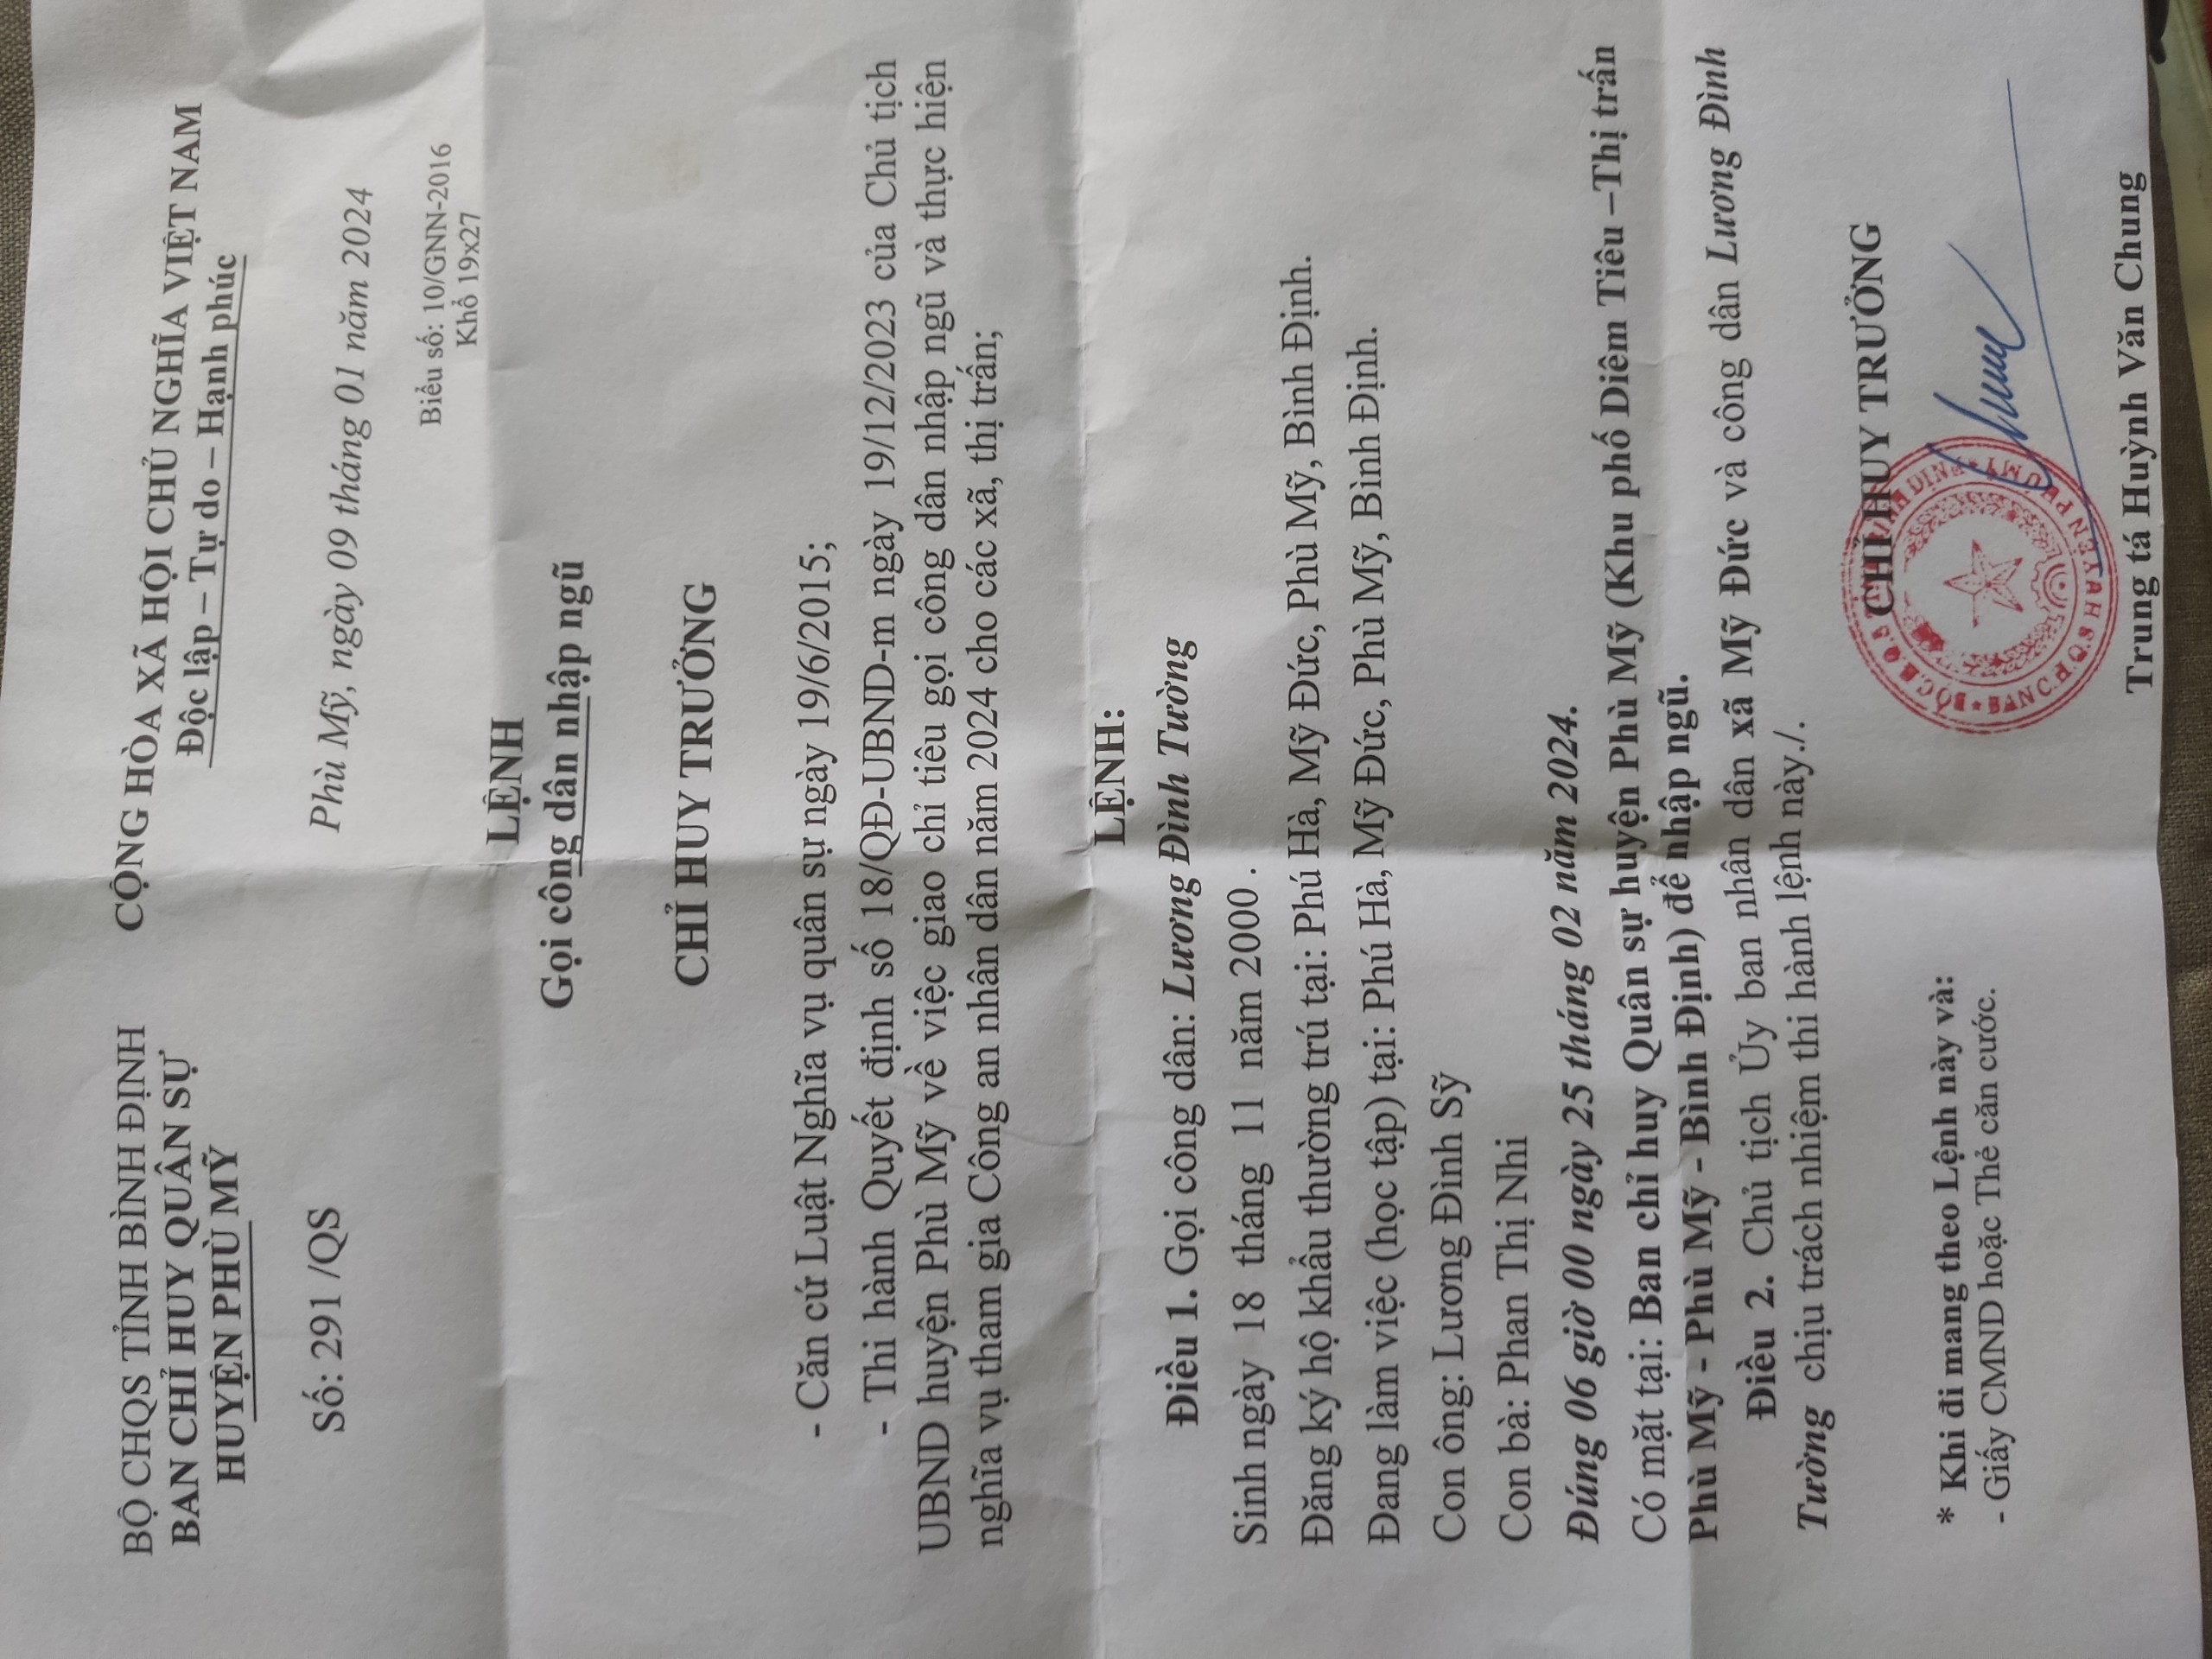 BỘ CHQS TỈNH BÌNH ĐỊNH
BAN CHỈ HUY QUÂN SỰ
HUYỆN PHÙ MỸ
Số: 291 /QS
CỘNG HÒA XÃ HỘI CHỦ NGHĨA VIỆT NAM
Độc lập – Tự do – Hạnh phúc
Phù Mỹ, ngày 09 tháng 01 năm 2024
Biểu số: 10/GNN-2016
Khổ 19x27
LỆNH
Gọi công dân nhập ngũ
CHỈ HUY TRƯỞNG
- Căn cứ Luật Nghĩa vụ quân sự ngày 19/6/2015;
- Thi hành Quyết định số 18/QĐ-UBND-m ngày 19/12/2023 của Chủ tịch
UBND huyện Phù Mỹ về việc giao chỉ tiêu gọi công dân nhập ngũ và thực hiện
nghĩa vụ tham gia Công an nhân dân năm 2024 cho các xã, thị trấn;
LỆNH:
Điều 1. Gọi công dân: Lương Đình Tường
Sinh ngày 18 tháng 11 năm 2000 .
Đăng ký hộ khẩu thường trú tại: Phú Hà, Mỹ Đức, Phù Mỹ, Bình Định.
Đang làm việc (học tập) tại: Phú Hà, Mỹ Đức, Phù Mỹ, Bình Định.
Con ông: Lương Đình Sỹ
Con bà: Phan Thị Nhi
Đúng 06 giờ 00 ngày 25 tháng 02 năm 2024.
Có mặt tại: Ban chỉ huy Quân sự huyện Phù Mỹ (Khu phố Diêm Tiêu –Thị trấn
Phù Mỹ - Phù Mỹ - Bình Định) để nhập ngũ.
Điều 2. Chủ tịch Ủy ban nhân dân xã Mỹ Đức và công dân Lương Đình
Tường chịu trách nhiệm thi hành lệnh này./.
* Khi đi mang theo Lệnh này và:
- Giấy CMND hoặc Thẻ căn cước.
CHỈ HUY TRƯỞNG
Trung tá Huỳnh Văn Chung